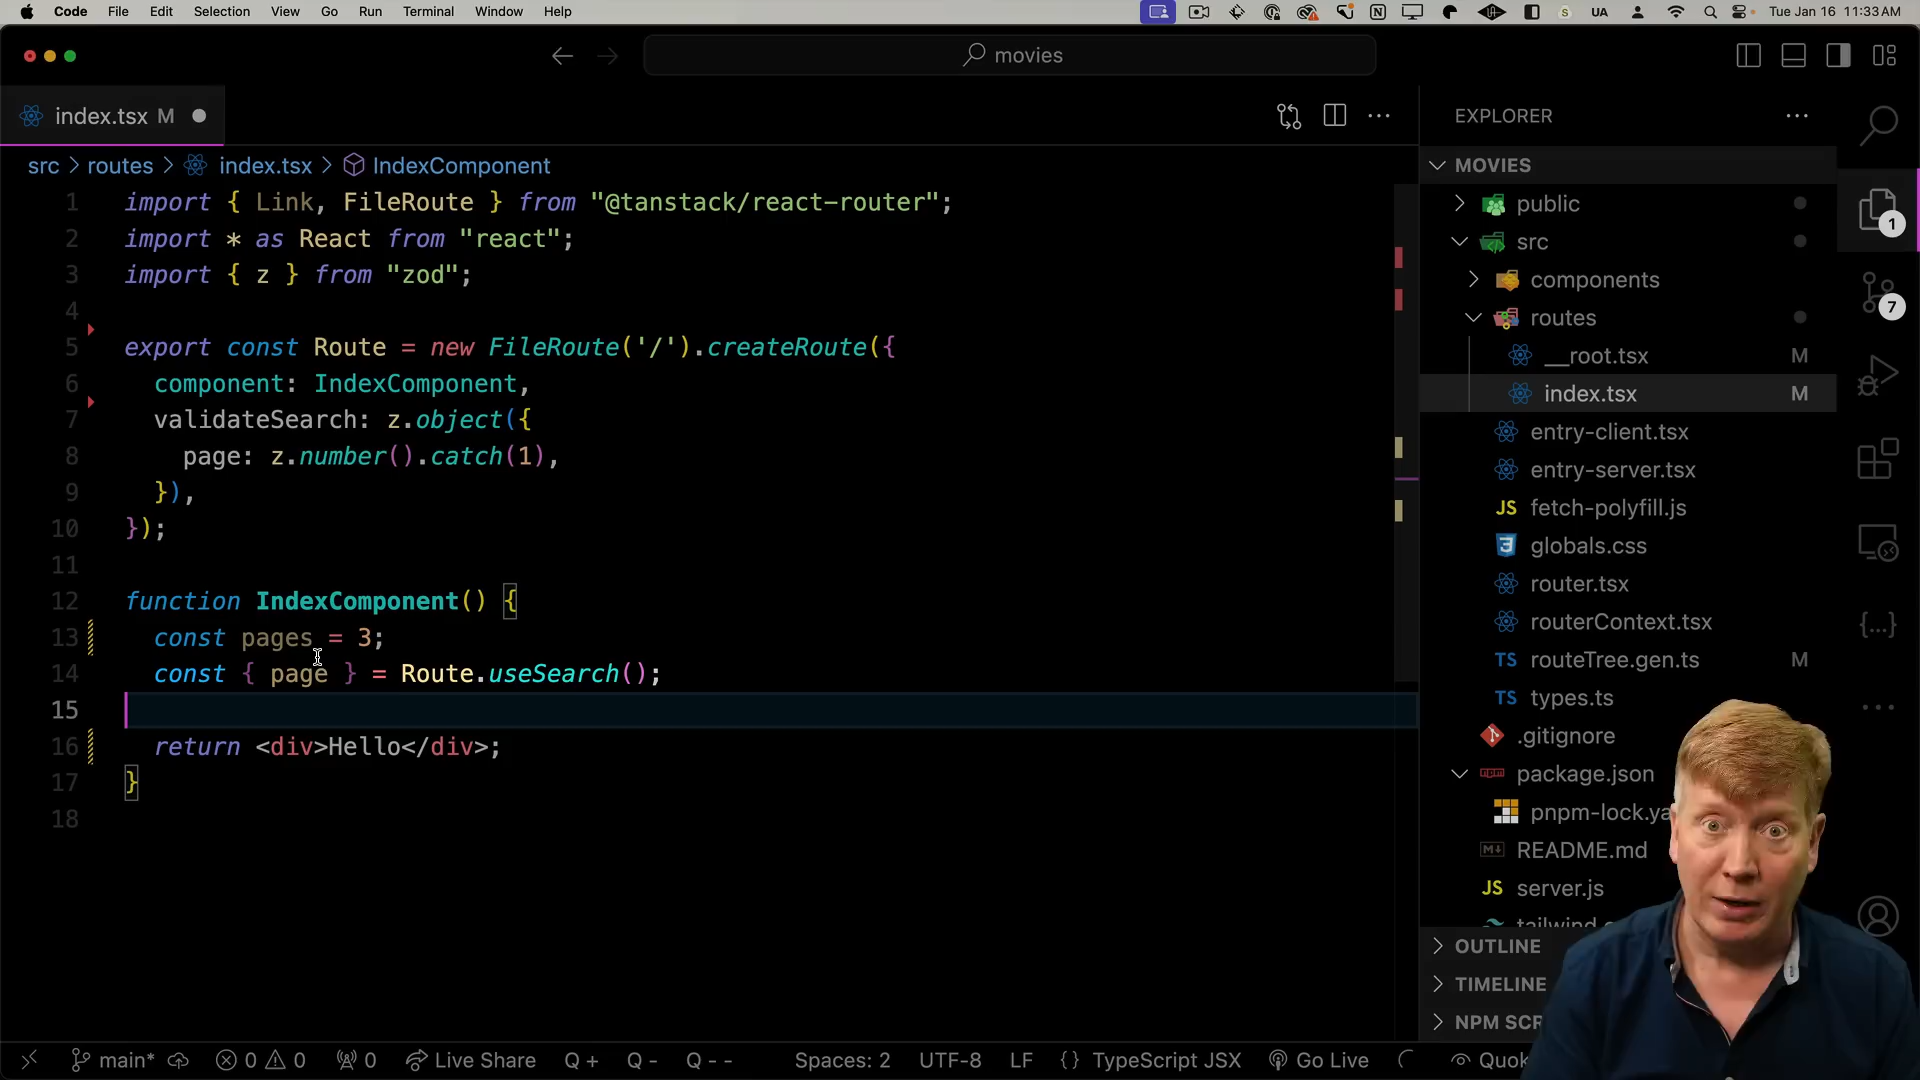 Code File Edit Selection View Go Run Terminal Window Help
UA Tue Jan 16 11:33 AM
movies
index.tsx M
src > routes > index.tsx > IndexComponent
1 import { Link, FileRoute } from "@tanstack/react-router";
2 import * as React from "react";
3 import { z } from "zod";
4
5 export const Route = new FileRoute('/').createRoute({
6 component: IndexComponent,
7 validateSearch: z.object({
8 page: z.number().catch(1),
9 }),
10 });
11
12 function IndexComponent() {
13 const pages = 3;
14 const { page } = Route.useSearch();
15
16 return <div>Hello</div>;
17 }
18
EXPLORER
MOVIES
public
src
components
routes
__root.tsx M
index.tsx M
entry-client.tsx
entry-server.tsx
JS fetch-polyfill.js
globals.css
router.tsx
routerContext.tsx
TS routeTree.gen.ts M
TS types.ts
.gitignore
package.json
pnpm-lock.ya
README.md
JS server.js
tailwind.c
OUTLINE
TIMELINE
NPM SCR
1
7
main* 0 0 0 Live Share Q + Q - Q - - Spaces: 2 UTF-8 LF {} TypeScript JSX Go Live Quok